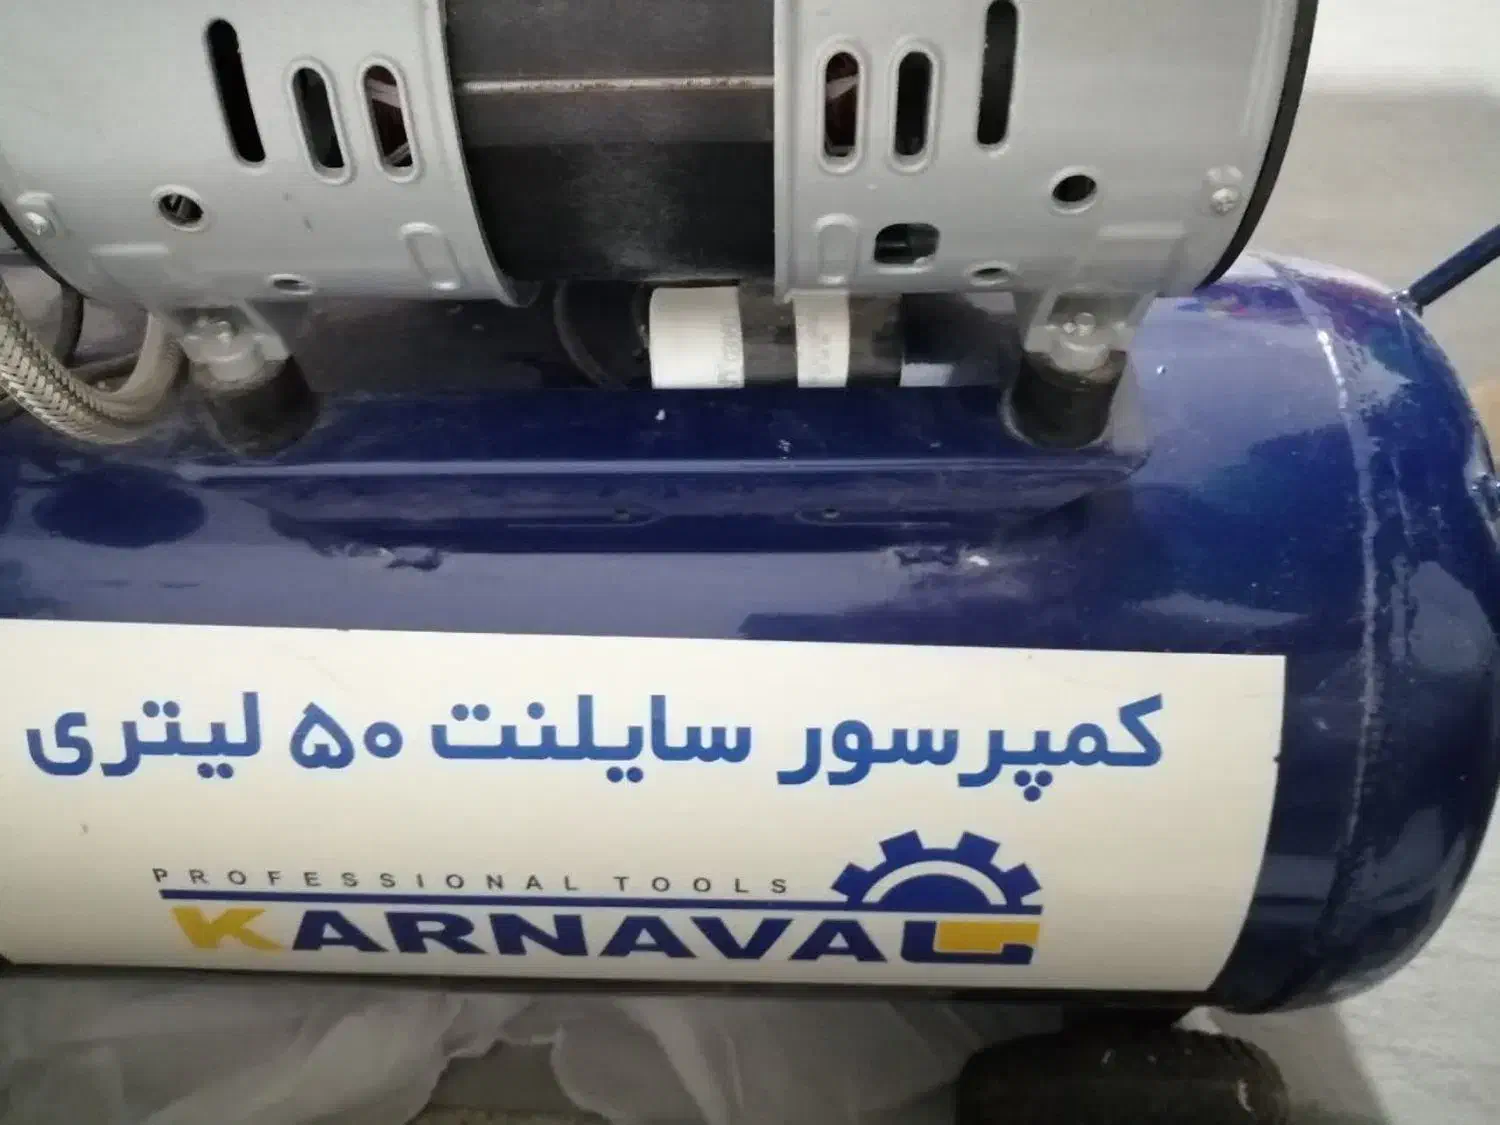 کمپرسور سایلنت ۵۰ لیتری
PROFESSIONAL TOOLS
KARNAVAL